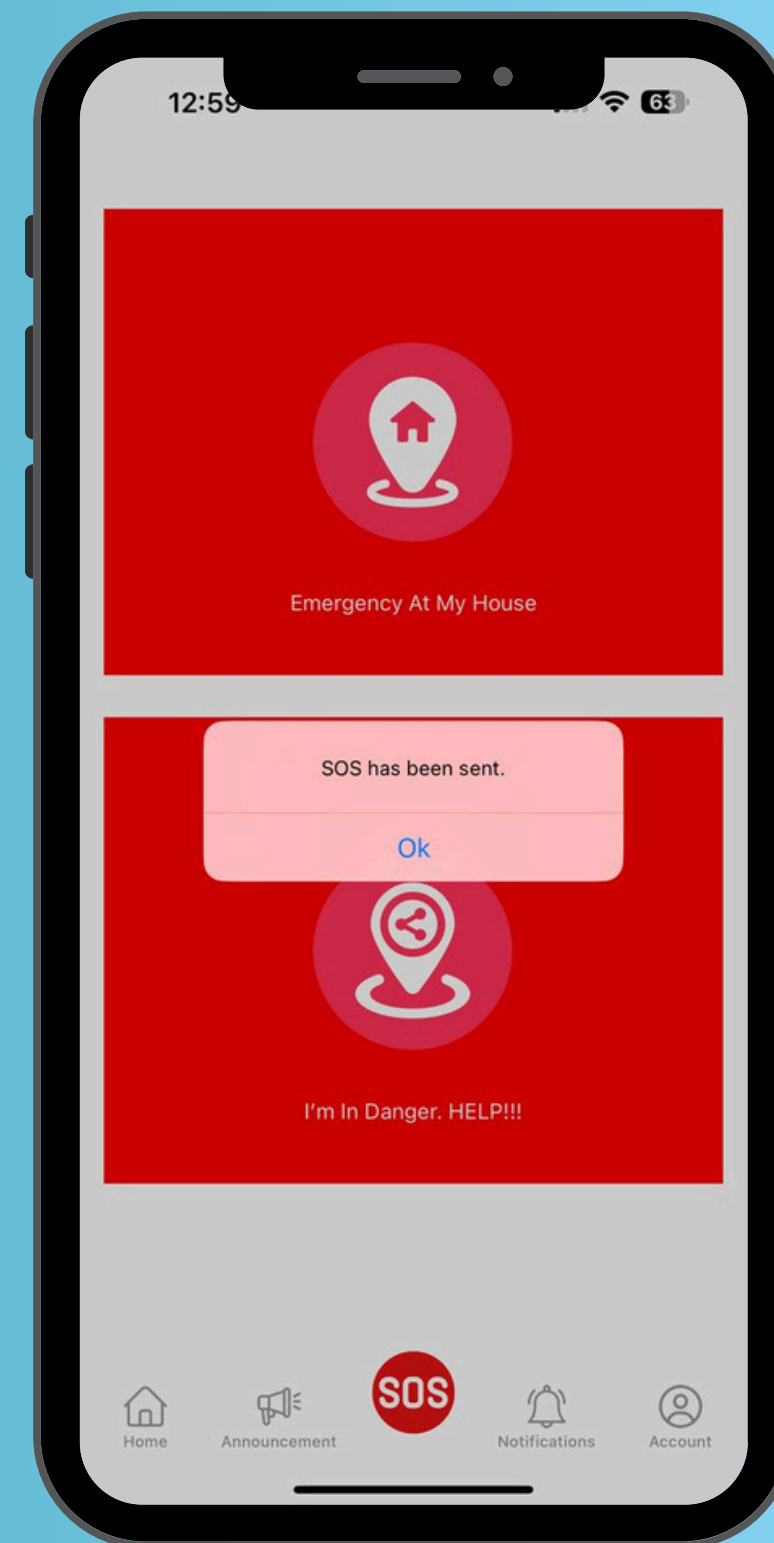 12:59
63
Emergency At My House
SOS has been sent.
Ok
I'm In Danger. HELP!!!
SOS
Home
Announcement
Notifications
Account